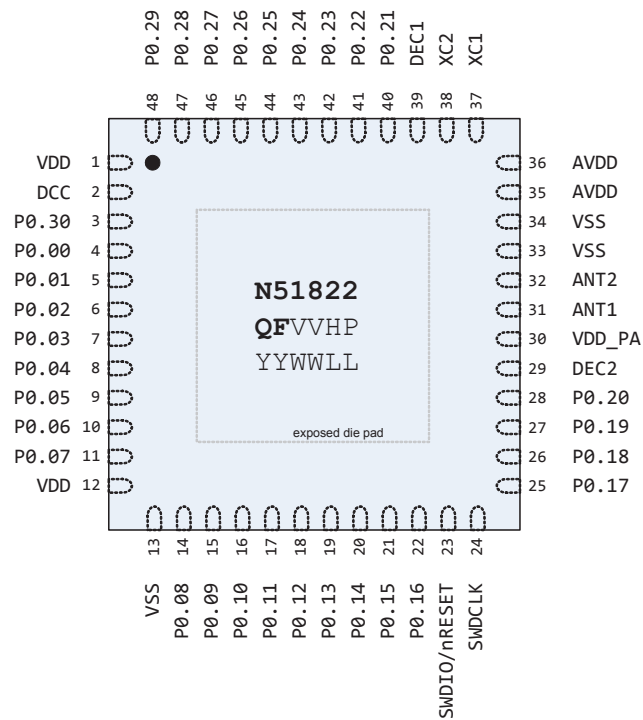 P0.29
P0.28
P0.27
P0.26
P0.25
P0.24
P0.23
P0.22
P0.21
DEC1
XC2
XC1
48
47
46
45
44
43
42
41
40
39
38
37
VDD 1
DCC 2
P0.30 3
P0.00 4
P0.01 5
P0.02 6
P0.03 7
P0.04 8
P0.05 9
P0.06 10
P0.07 11
VDD 12
N51822
QFVVHP
YYWWLL
exposed die pad
36 AVDD
35 AVDD
34 VSS
33 VSS
32 ANT2
31 ANT1
30 VDD_PA
29 DEC2
28 P0.20
27 P0.19
26 P0.18
25 P0.17
13
14
15
16
17
18
19
20
21
22
23
24
VSS
P0.08
P0.09
P0.10
P0.11
P0.12
P0.13
P0.14
P0.15
P0.16
SWDIO/nRESET
SWDCLK